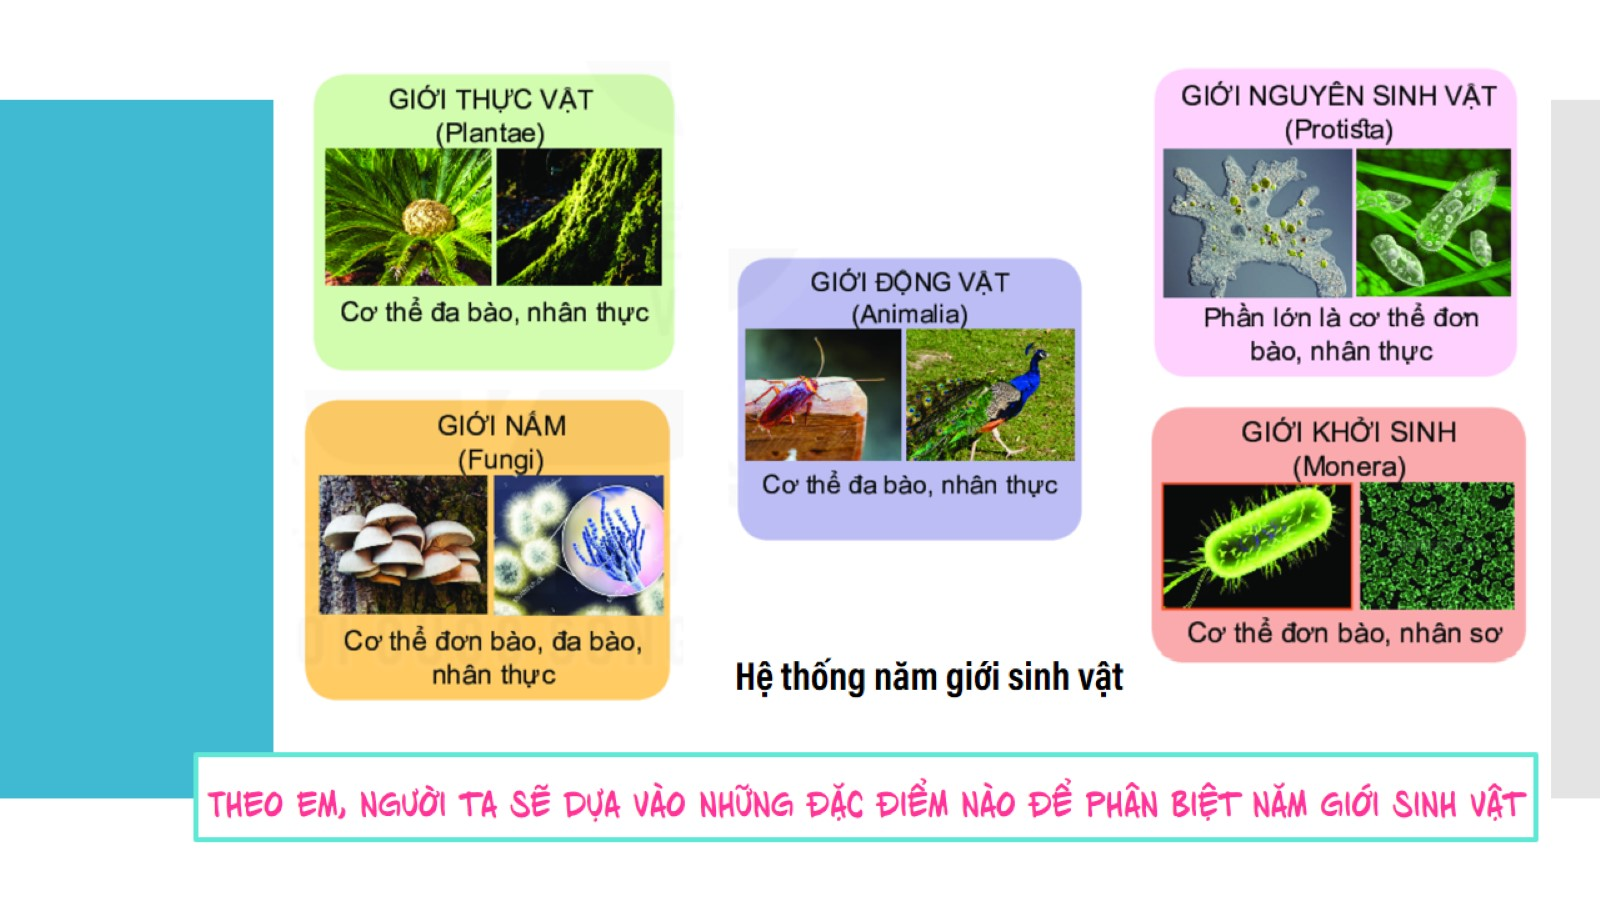 GIỚI THỰC VẬT
(Plantae)
Cơ thể đa bào, nhân thực
GIỚI NẤM
(Fungi)
Cơ thể đơn bào, đa bào,
nhân thực
GIỚI ĐỘNG VẬT
(Animalia)
Cơ thể đa bào, nhân thực
GIỚI NGUYÊN SINH VẬT
(Protista)
Phần lớn là cơ thể đơn
bào, nhân thực
GIỚI KHỞI SINH
(Monera)
Cơ thể đơn bào, nhân sơ
Hệ thống năm giới sinh vật
THEO EM, NGƯỜI TA SẼ DỰA VÀO NHỮNG ĐẶC ĐIỂM NÀO ĐỂ PHÂN BIỆT NĂM GIỚI SINH VẬT